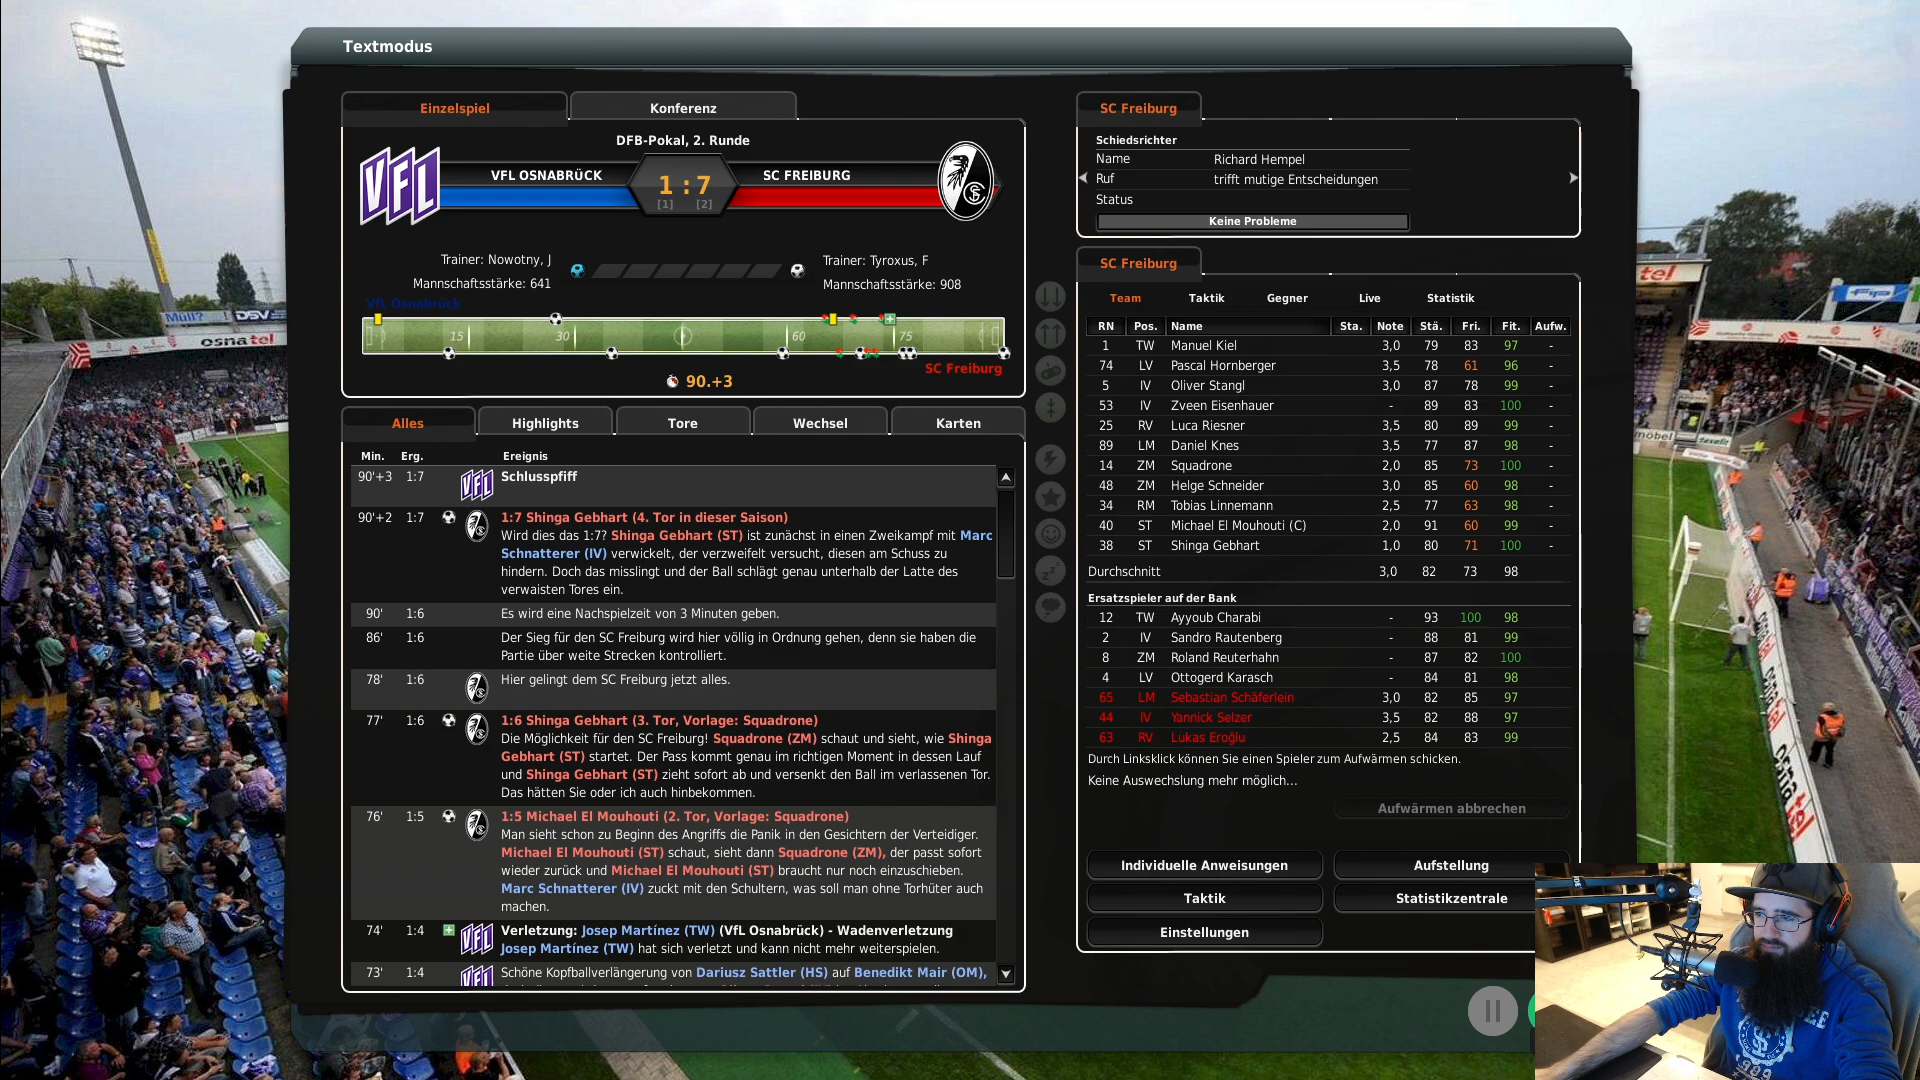 Textmodus
Einzelspiel
Konferenz
DFB-Pokal, 2. Runde
VFL
VFL OSNABRÜCK
1 : 7
SC FREIBURG
[1] [2]
Trainer: Nowotny, J
Trainer: Tyroxus, F
Mannschaftsstärke: 641
Mannschaftsstärke: 908
VfL Osnabrück
15 30 60 75
SC Freiburg
90.+3
Alles Highlights Tore Wechsel Karten
Min. Erg. Ereignis
90'+3 1:7 VFL Schlusspfiff
90'+2 1:7 1:7 Shinga Gebhart (4. Tor in dieser Saison)
Wird dies das 1:7? Shinga Gebhart (ST) ist zunächst in einen Zweikampf mit Marc
Schnatterer (IV) verwickelt, der verzweifelt versucht, diesen am Schuss zu
hindern. Doch das misslingt und der Ball schlägt genau unterhalb der Latte des
verwaisten Tores ein.
90' 1:6 Es wird eine Nachspielzeit von 3 Minuten geben.
86' 1:6 Der Sieg für den SC Freiburg wird hier völlig in Ordnung gehen, denn sie haben die
Partie über weite Strecken kontrolliert.
78' 1:6 Hier gelingt dem SC Freiburg jetzt alles.
77' 1:6 1:6 Shinga Gebhart (3. Tor, Vorlage: Squadrone)
Die Möglichkeit für den SC Freiburg! Squadrone (ZM) schaut und sieht, wie Shinga
Gebhart (ST) startet. Der Pass kommt genau im richtigen Moment in dessen Lauf
und Shinga Gebhart (ST) zieht sofort ab und versenkt den Ball im verlassenen Tor.
Das hätten Sie oder ich auch hinbekommen.
76' 1:5 1:5 Michael El Mouhouti (2. Tor, Vorlage: Squadrone)
Man sieht schon zu Beginn des Angriffs die Panik in den Gesichtern der Verteidiger.
Michael El Mouhouti (ST) schaut, sieht dann Squadrone (ZM), der passt sofort
wieder zurück und Michael El Mouhouti (ST) braucht nur noch einzuschieben.
Marc Schnatterer (IV) zuckt mit den Schultern, was soll man ohne Torhüter auch
machen.
74' 1:4 VFL Verletzung: Josep Martínez (TW) (VfL Osnabrück) - Wadenverletzung
Josep Martínez (TW) hat sich verletzt und kann nicht mehr weiterspielen.
73' 1:4 VFL Schöne Kopfballverlängerung von Dariusz Sattler (HS) auf Benedikt Mair (OM),
SC Freiburg
Schiedsrichter
Name Richard Hempel
Ruf trifft mutige Entscheidungen
Status
Keine Probleme
SC Freiburg
Team Taktik Gegner Live Statistik
RN Pos. Name Sta. Note Stä. Fri. Fit. Aufw.
1 TW Manuel Kiel 3,0 79 83 97 -
74 LV Pascal Hornberger 3,5 78 61 96 -
5 IV Oliver Stangl 3,0 87 78 99 -
53 IV Zveen Eisenhauer - 89 83 100 -
25 RV Luca Riesner 3,5 80 89 99 -
89 LM Daniel Knes 3,5 77 87 98 -
14 ZM Squadrone 2,0 85 73 100 -
48 ZM Helge Schneider 3,0 85 60 98 -
34 RM Tobias Linnemann 2,5 77 63 98 -
40 ST Michael El Mouhouti (C) 2,0 91 60 99 -
38 ST Shinga Gebhart 1,0 80 71 100 -
Durchschnitt 3,0 82 73 98
Ersatzspieler auf der Bank
12 TW Ayyoub Charabi - 93 100 98
2 IV Sandro Rautenberg - 88 81 99
8 ZM Roland Reuterhahn - 87 82 100
4 LV Ottogerd Karasch - 84 81 98
65 LM Sebastian Schäferlein 3,0 82 85 97
44 IV Yannick Selzer 3,5 82 88 97
63 RV Lukas Eroğlu 2,5 84 83 99
Durch Linksklick können Sie einen Spieler zum Aufwärmen schicken.
Keine Auswechslung mehr möglich...
Aufwärmen abbrechen
Individuelle Anweisungen
Aufstellung
Taktik
Statistikzentrale
Einstellungen
Müll?
DSV
osnatel
tel
möbel
osnatel